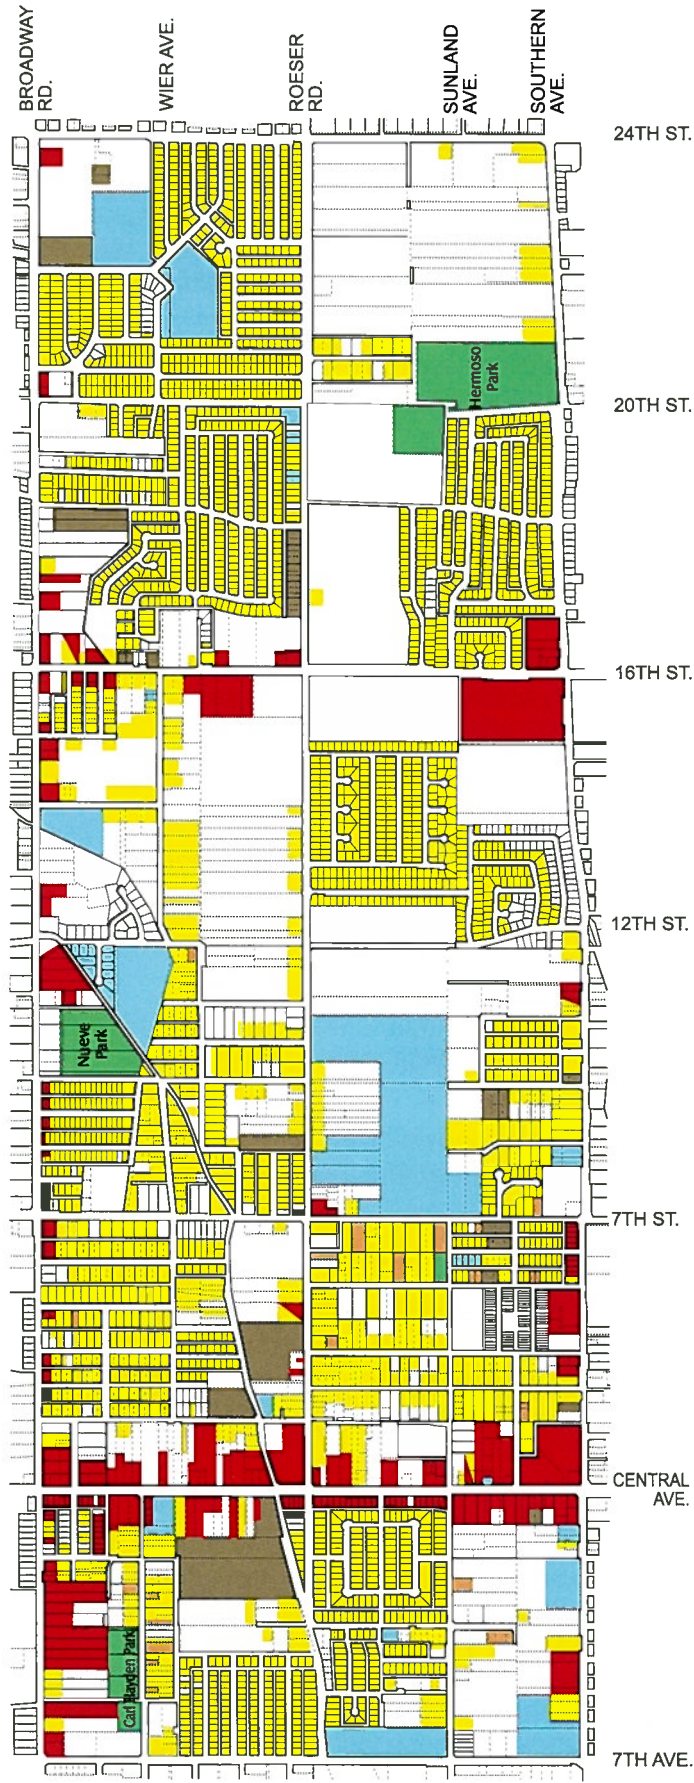 BROADWAY
RD.
WIER AVE.
ROESER
RD.
SUNLAND
AVE.
SOUTHERN
AVE.
24TH ST.
Hermoso
Park
20TH ST.
16TH ST.
12TH ST.
Nueve
Park
7TH ST.
CENTRAL
AVE.
Carl Hayden Park
7TH AVE.